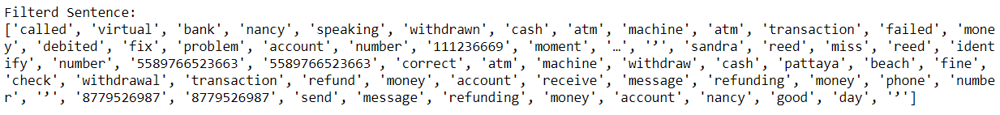 Filterd Sentence:
['called', 'virtual', 'bank', 'nancy', 'speaking', 'withdrawn', 'cash', 'atm', 'machine', 'atm', 'transaction', 'failed', 'mone
y', 'debited', 'fix', 'problem', 'account', 'number', '111236669', 'moment', '…', '’', 'sandra', 'reed', 'miss', 'reed', 'ident
ify', 'number', '5589766523663', '5589766523663', 'correct', 'atm', 'machine', 'withdraw', 'cash', 'pattaya', 'beach', 'fine',
'check', 'withdrawal', 'transaction', 'refund', 'money', 'account', 'receive', 'message', 'refunding', 'money', 'phone', 'numbe
r', '’', '8779526987', '8779526987', 'send', 'message', 'refunding', 'money', 'account', 'nancy', 'good', 'day', '’']